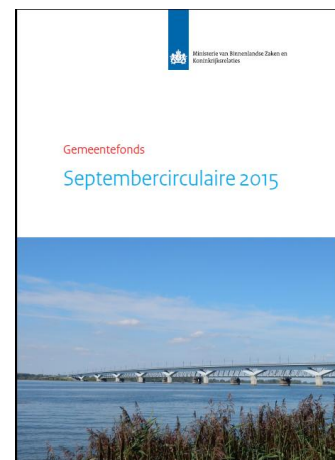 Ministerie van Binnenlandse Zaken en
Koninkrijksrelaties
Gemeentefonds
Septembercirculaire 2015